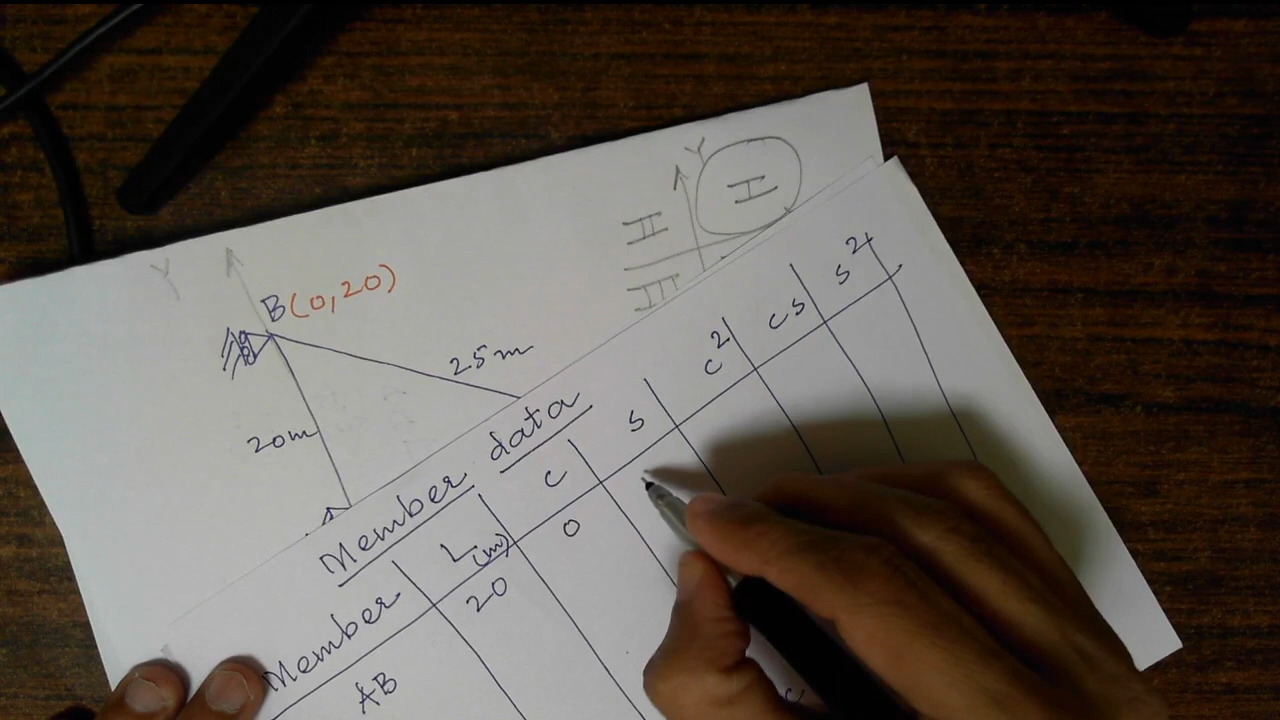 Y
Y
II
I
III
B(0,20)
25m
20m
Member data
Member L(m) C S C² CS S²
AB 20 0